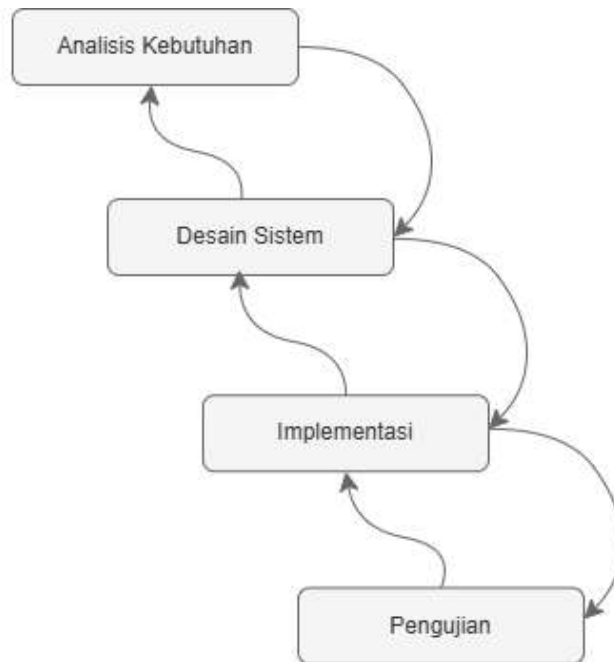 Analisis Kebutuhan
Desain Sistem
Implementasi
Pengujian